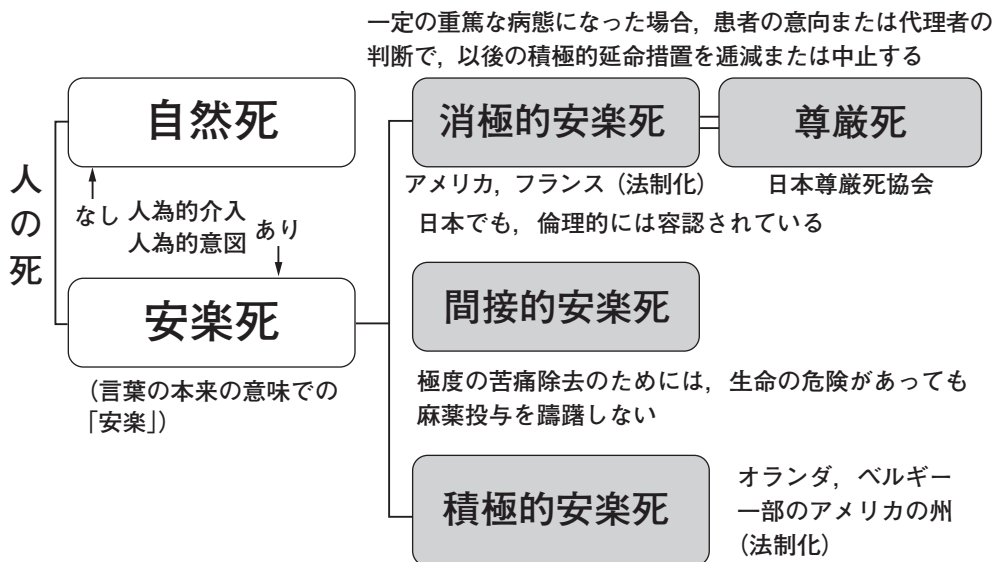 一定の重篤な病態になった場合，患者の意向または代理者の
判断で，以後の積極的延命措置を逓減または中止する
人の死
自然死
消極的安楽死
尊厳死
アメリカ，フランス（法制化）
日本尊厳死協会
日本でも，倫理的には容認されている
なし
人為的介入
人為的意図
あり
安楽死
（言葉の本来の意味での
「安楽」）
間接的安楽死
極度の苦痛除去のためには，生命の危険があっても
麻薬投与を躊躇しない
積極的安楽死
オランダ，ベルギー
一部のアメリカの州
（法制化）